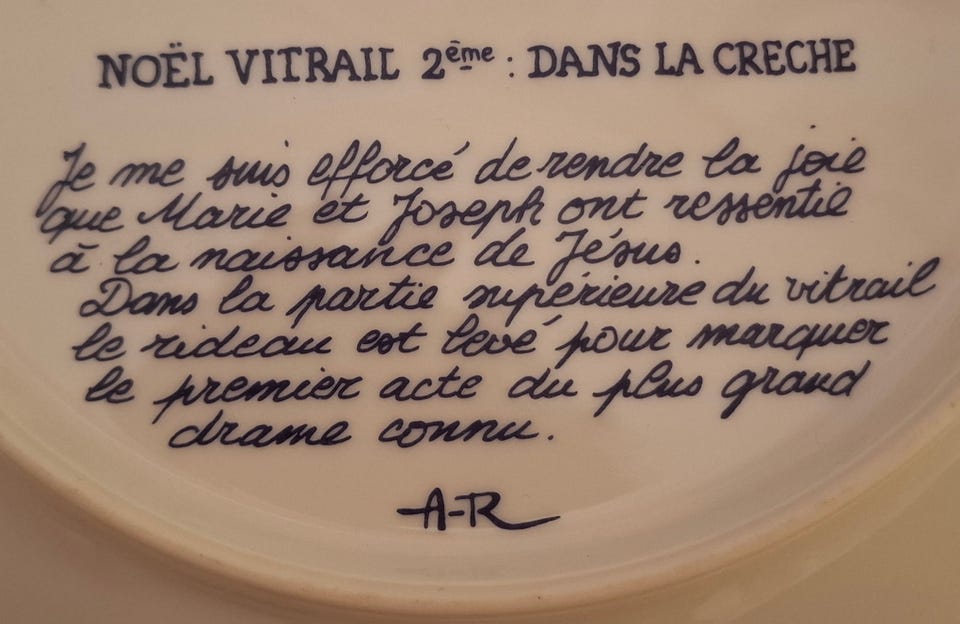 NOËL VITRAIL 2ème : DANS LA CRECHE
Je me suis efforcé de rendre la joie
que Marie et Joseph ont ressentie
à la naissance de Jésus.
Dans la partie supérieure du vitrail
le rideau est levé pour marquer
le premier acte du plus grand
drame connu.
A-R